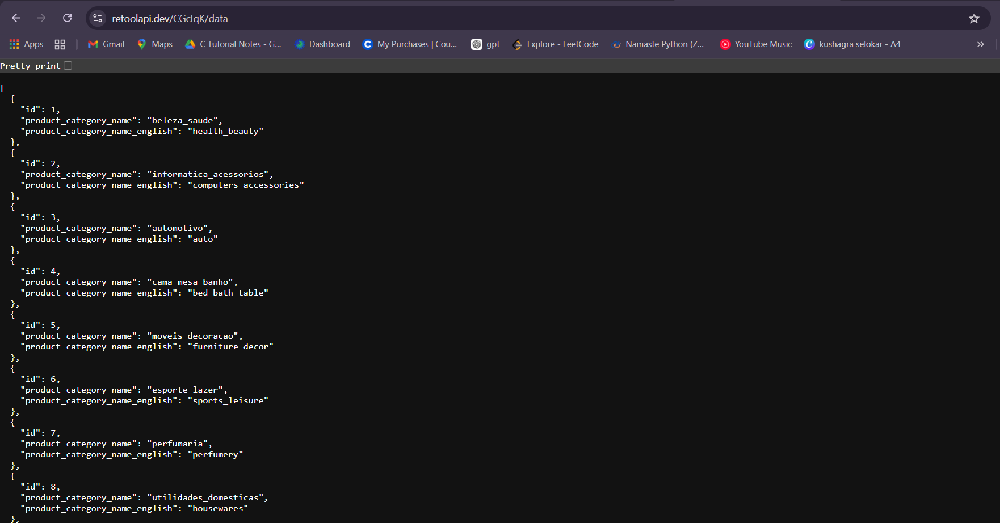 retoolapi.dev/CGclqK/data
Apps Gmail Maps C Tutorial Notes - G... Dashboard My Purchases | Cou... gpt Explore - LeetCode Namaste Python (Z... YouTube Music kushagra selokar - A4 »
Pretty-print
[
  {
    "id": 1,
    "product_category_name": "beleza_saude",
    "product_category_name_english": "health_beauty"
  },
  {
    "id": 2,
    "product_category_name": "informatica_acessorios",
    "product_category_name_english": "computers_accessories"
  },
  {
    "id": 3,
    "product_category_name": "automotivo",
    "product_category_name_english": "auto"
  },
  {
    "id": 4,
    "product_category_name": "cama_mesa_banho",
    "product_category_name_english": "bed_bath_table"
  },
  {
    "id": 5,
    "product_category_name": "moveis_decoracao",
    "product_category_name_english": "furniture_decor"
  },
  {
    "id": 6,
    "product_category_name": "esporte_lazer",
    "product_category_name_english": "sports_leisure"
  },
  {
    "id": 7,
    "product_category_name": "perfumaria",
    "product_category_name_english": "perfumery"
  },
  {
    "id": 8,
    "product_category_name": "utilidades_domesticas",
    "product_category_name_english": "housewares"
  },